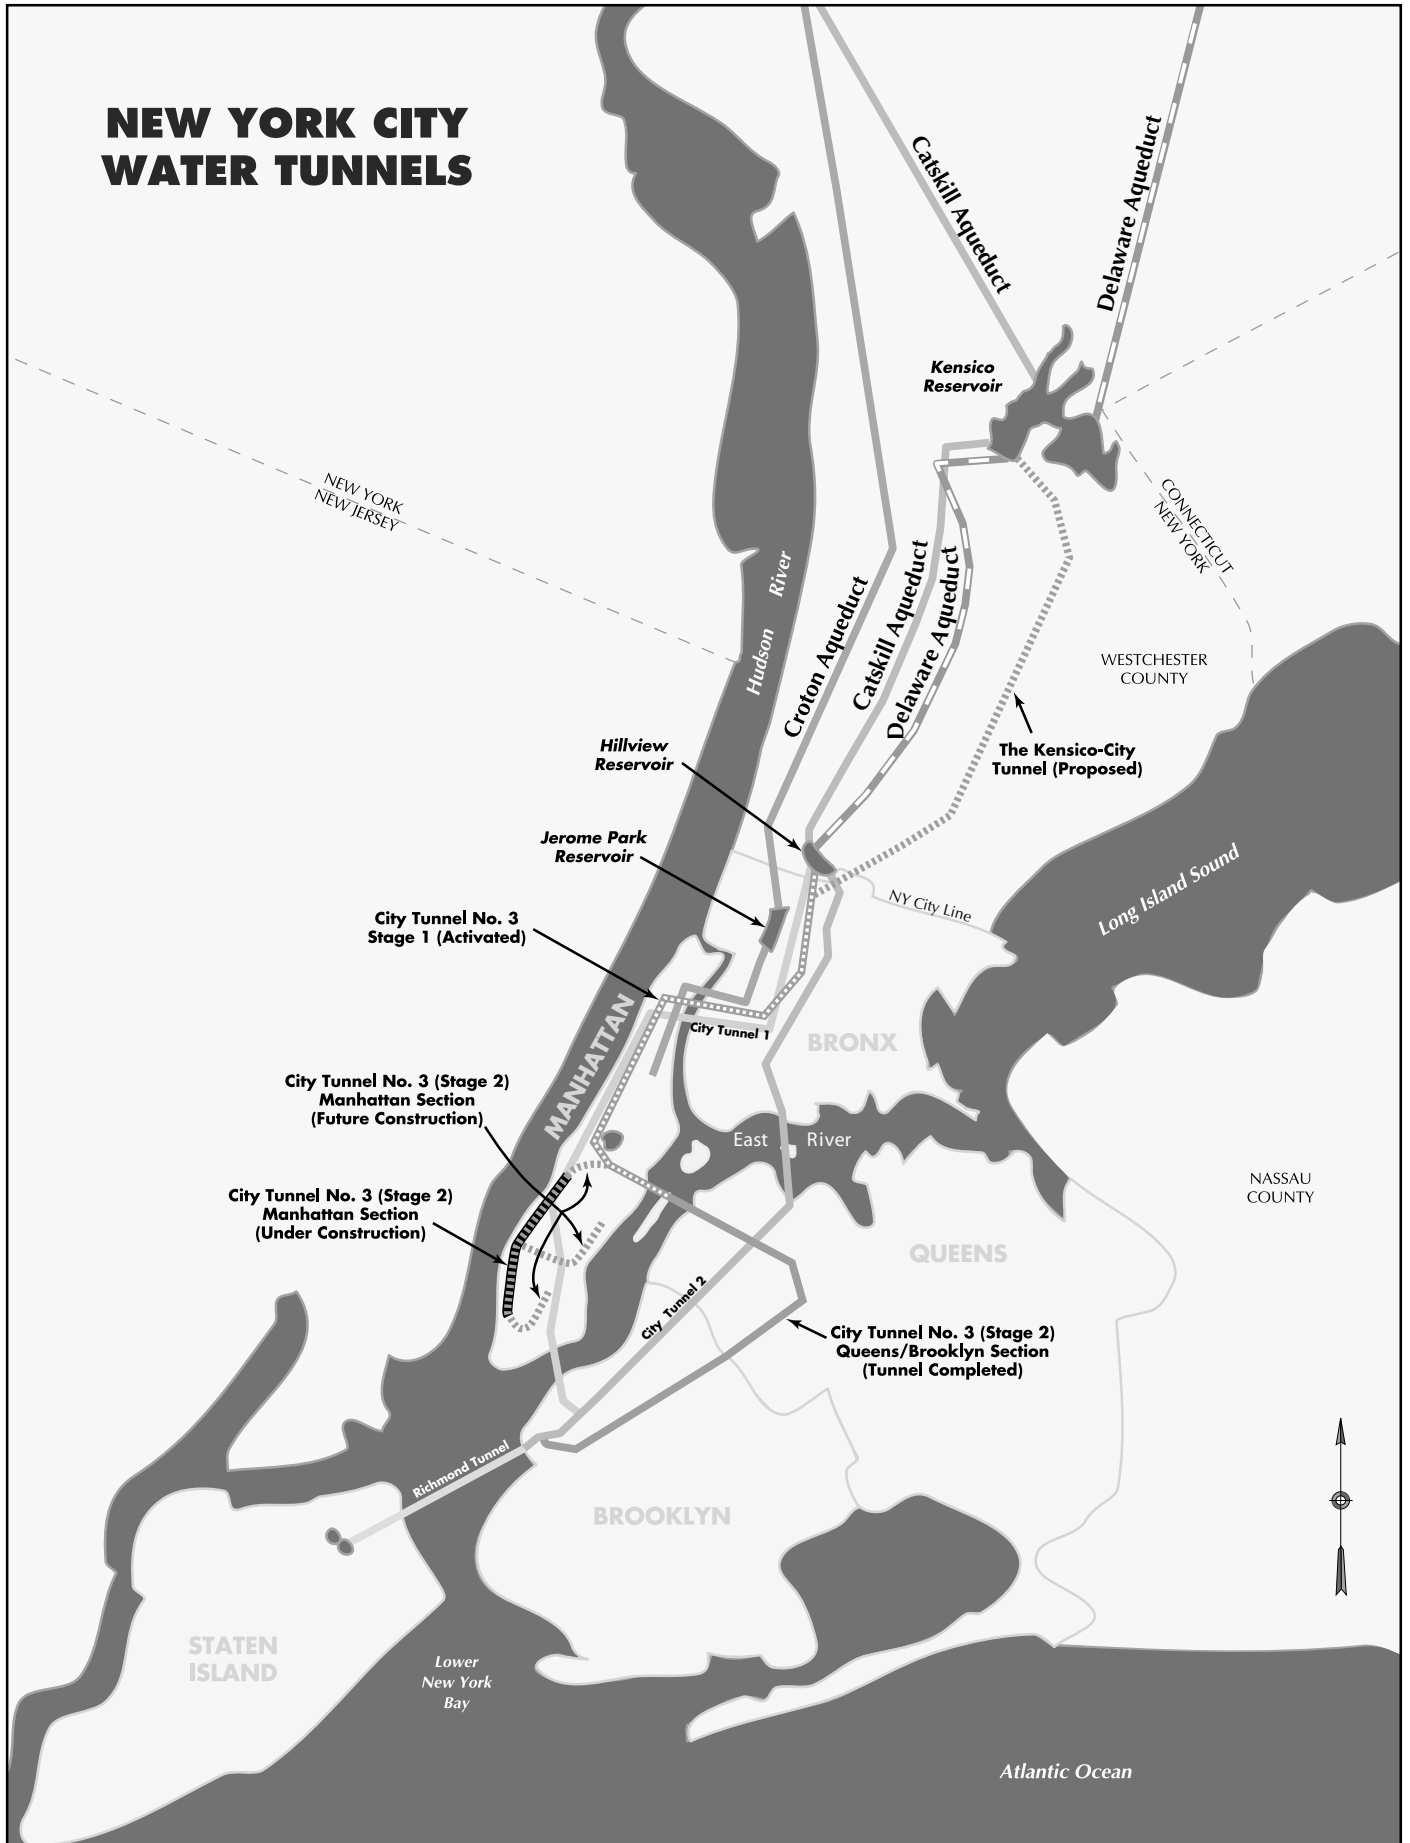 NEW YORK CITY
WATER TUNNELS
Catskill Aqueduct
Delaware Aqueduct
Kensico
Reservoir
NEW YORK
NEW JERSEY
CONNECTICUT
NEW YORK
Hudson River
Croton Aqueduct
Catskill Aqueduct
Delaware Aqueduct
WESTCHESTER
COUNTY
The Kensico-City
Tunnel (Proposed)
Hillview
Reservoir
Jerome Park
Reservoir
NY City Line
Long Island Sound
City Tunnel No. 3
Stage 1 (Activated)
MANHATTAN
City Tunnel 1
BRONX
City Tunnel No. 3 (Stage 2)
Manhattan Section
(Future Construction)
East River
City Tunnel No. 3 (Stage 2)
Manhattan Section
(Under Construction)
NASSAU
COUNTY
QUEENS
City Tunnel 2
City Tunnel No. 3 (Stage 2)
Queens/Brooklyn Section
(Tunnel Completed)
Richmond Tunnel
BROOKLYN
STATEN
ISLAND
Lower
New York
Bay
Atlantic Ocean